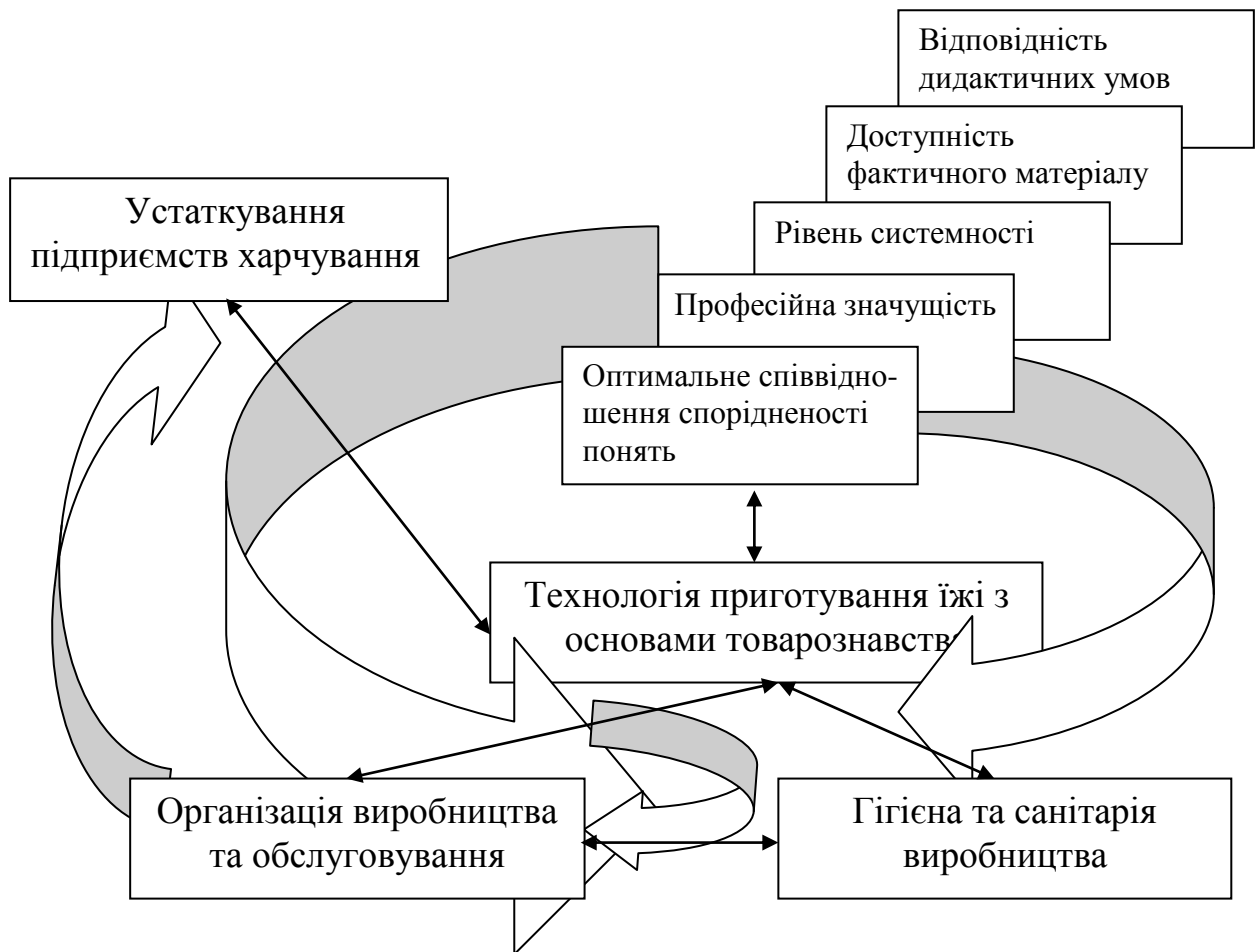 Відповідність
дидактичних умов
Доступність
фактичного матеріалу
Рівень системності
Професійна значущість
Оптимальне співвідно-
шення спорідненості
понять
Устаткування
підприємств харчування
Технологія приготування їжі з
основами товарознавств
Організація виробництва
та обслуговування
Гігієна та санітарія
виробництва